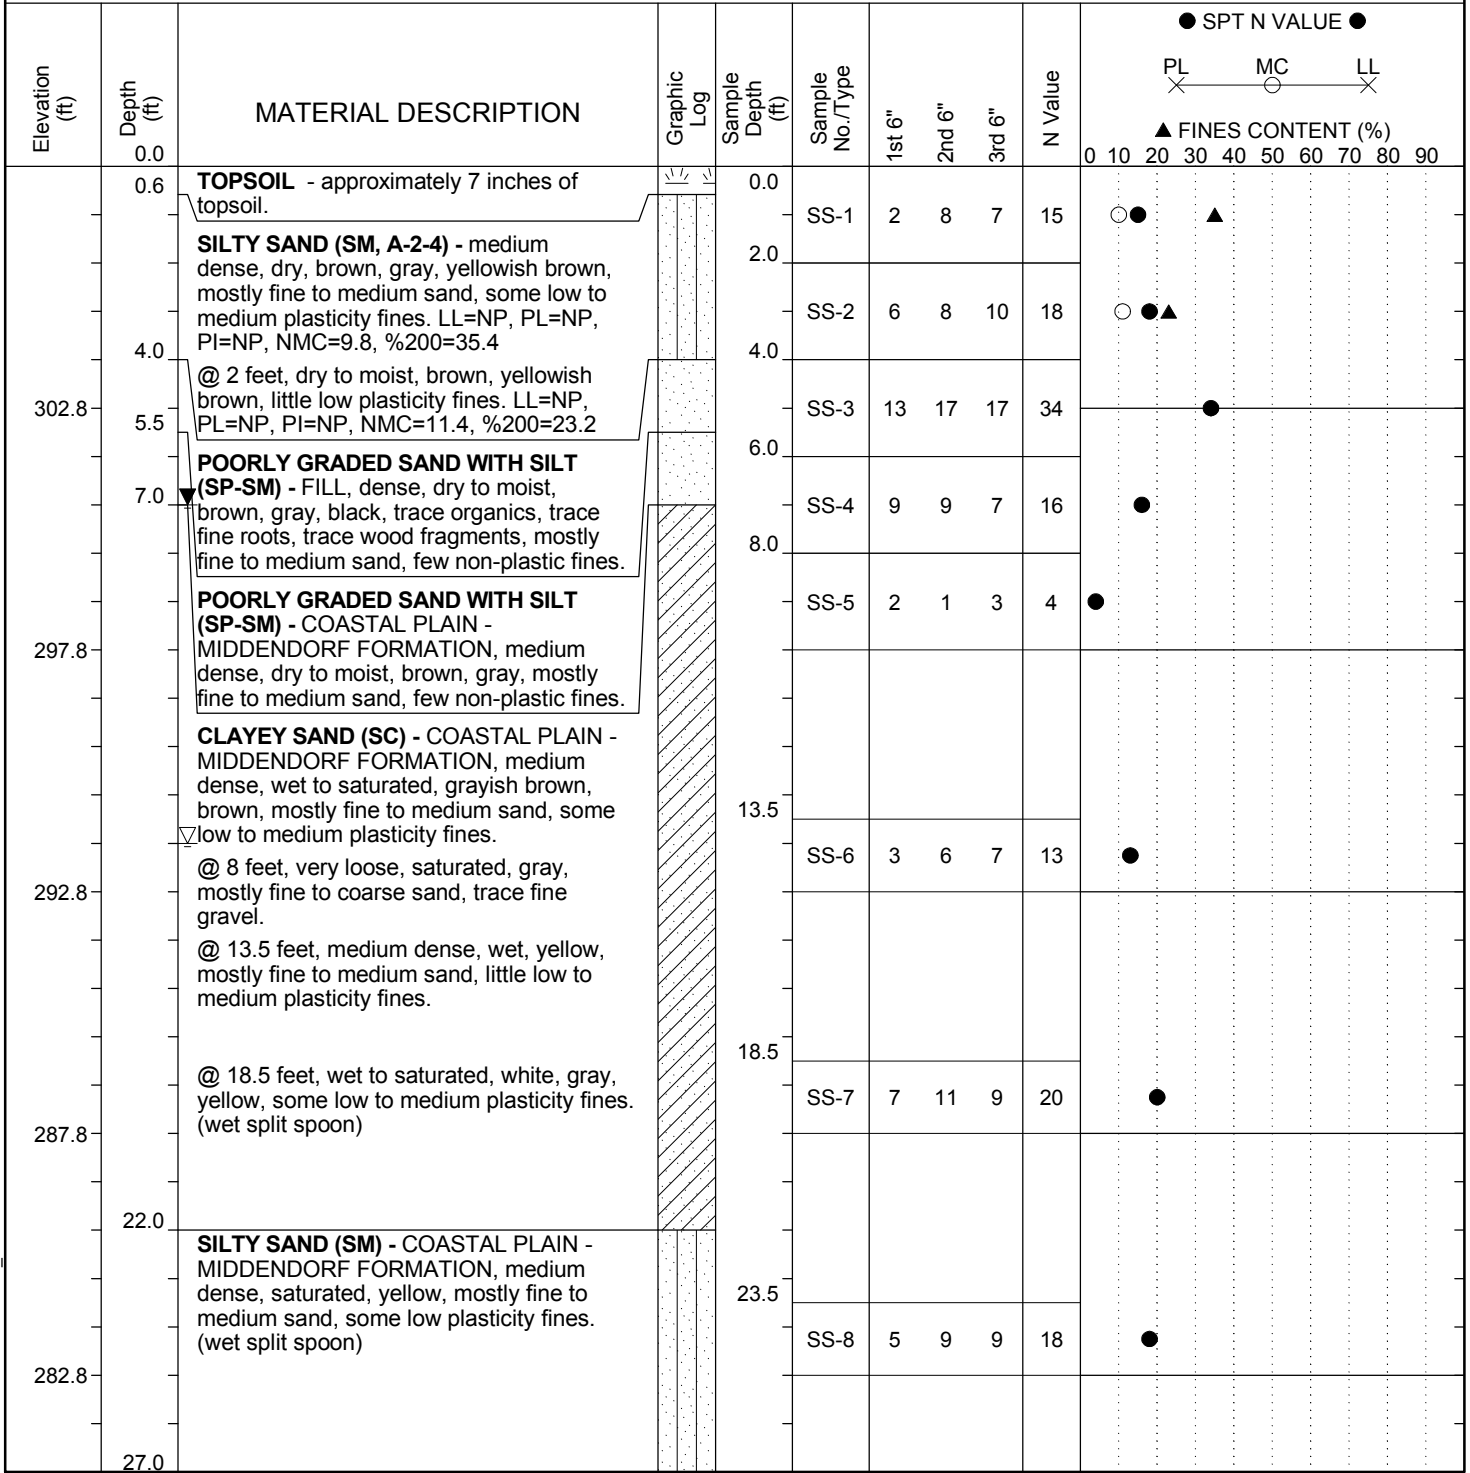 ● SPT N VALUE ●
PL MC LL
▲ FINES CONTENT (%)
0 10 20 30 40 50 60 70 80 90
Elevation
(ft)
Depth
(ft)
0.0
MATERIAL DESCRIPTION
Graphic
Log
Sample
Depth
(ft)
Sample
No./Type
1st 6"
2nd 6"
3rd 6"
N Value
0.6
TOPSOIL - approximately 7 inches of
topsoil.
0.0
SS-1 2 8 7 15
SILTY SAND (SM, A-2-4) - medium
dense, dry, brown, gray, yellowish brown,
mostly fine to medium sand, some low to
medium plasticity fines. LL=NP, PL=NP,
PI=NP, NMC=9.8, %200=35.4
2.0
SS-2 6 8 10 18
4.0
4.0
@ 2 feet, dry to moist, brown, yellowish
brown, little low plasticity fines. LL=NP,
PL=NP, PI=NP, NMC=11.4, %200=23.2
302.8
5.5
SS-3 13 17 17 34
6.0
POORLY GRADED SAND WITH SILT
(SP-SM) - FILL, dense, dry to moist,
brown, gray, black, trace organics, trace
fine roots, trace wood fragments, mostly
fine to medium sand, few non-plastic fines.
7.0
SS-4 9 9 7 16
8.0
POORLY GRADED SAND WITH SILT
(SP-SM) - COASTAL PLAIN -
MIDDENDORF FORMATION, medium
dense, dry to moist, brown, gray, mostly
fine to medium sand, few non-plastic fines.
SS-5 2 1 3 4
297.8
CLAYEY SAND (SC) - COASTAL PLAIN -
MIDDENDORF FORMATION, medium
dense, wet to saturated, grayish brown,
brown, mostly fine to medium sand, some
low to medium plasticity fines.
13.5
SS-6 3 6 7 13
@ 8 feet, very loose, saturated, gray,
mostly fine to coarse sand, trace fine
gravel.
292.8
@ 13.5 feet, medium dense, wet, yellow,
mostly fine to medium sand, little low to
medium plasticity fines.
18.5
@ 18.5 feet, wet to saturated, white, gray,
yellow, some low to medium plasticity fines.
(wet split spoon)
SS-7 7 11 9 20
287.8
22.0
SILTY SAND (SM) - COASTAL PLAIN -
MIDDENDORF FORMATION, medium
dense, saturated, yellow, mostly fine to
medium sand, some low plasticity fines.
(wet split spoon)
23.5
SS-8 5 9 9 18
282.8
27.0